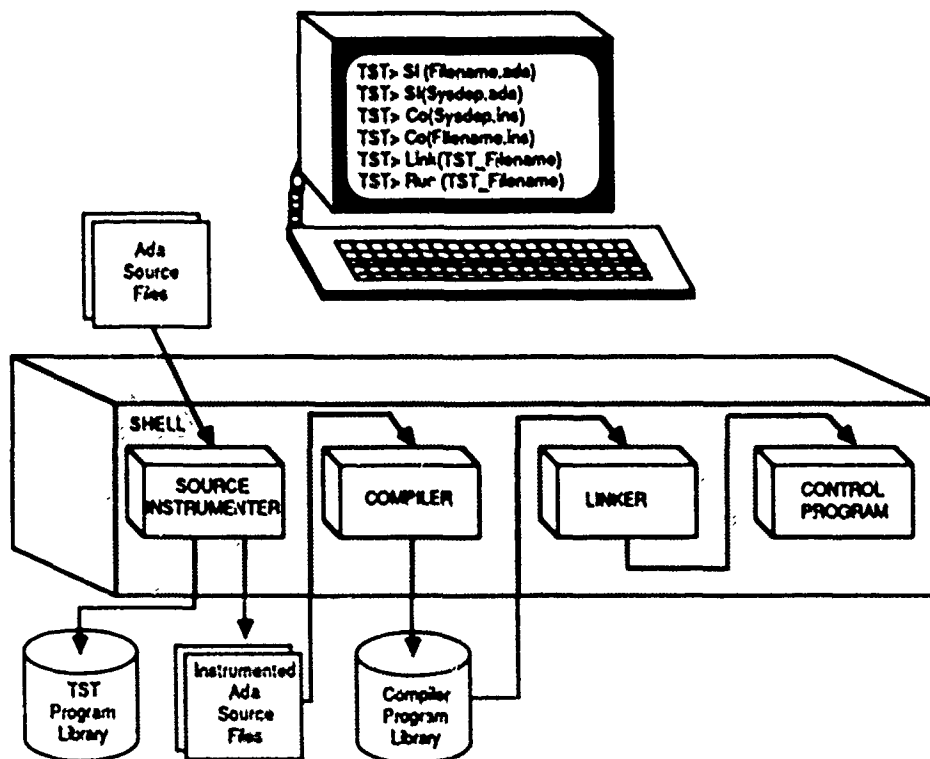 TST> SI (Filename.ada)
TST> SI(Sysdep.ada)
TST> Co(Sysdep.ins)
TST> Co(Filename.ins)
TST> Link(TST_Filename)
TST> Run (TST_Filename)
Ada
Source
Files
SHELL
SOURCE
INSTRUMENTER
COMPILER
LINKER
CONTROL
PROGRAM
TST
Program
Library
Instrumented
Ada
Source
Files
Compiler
Program
Library